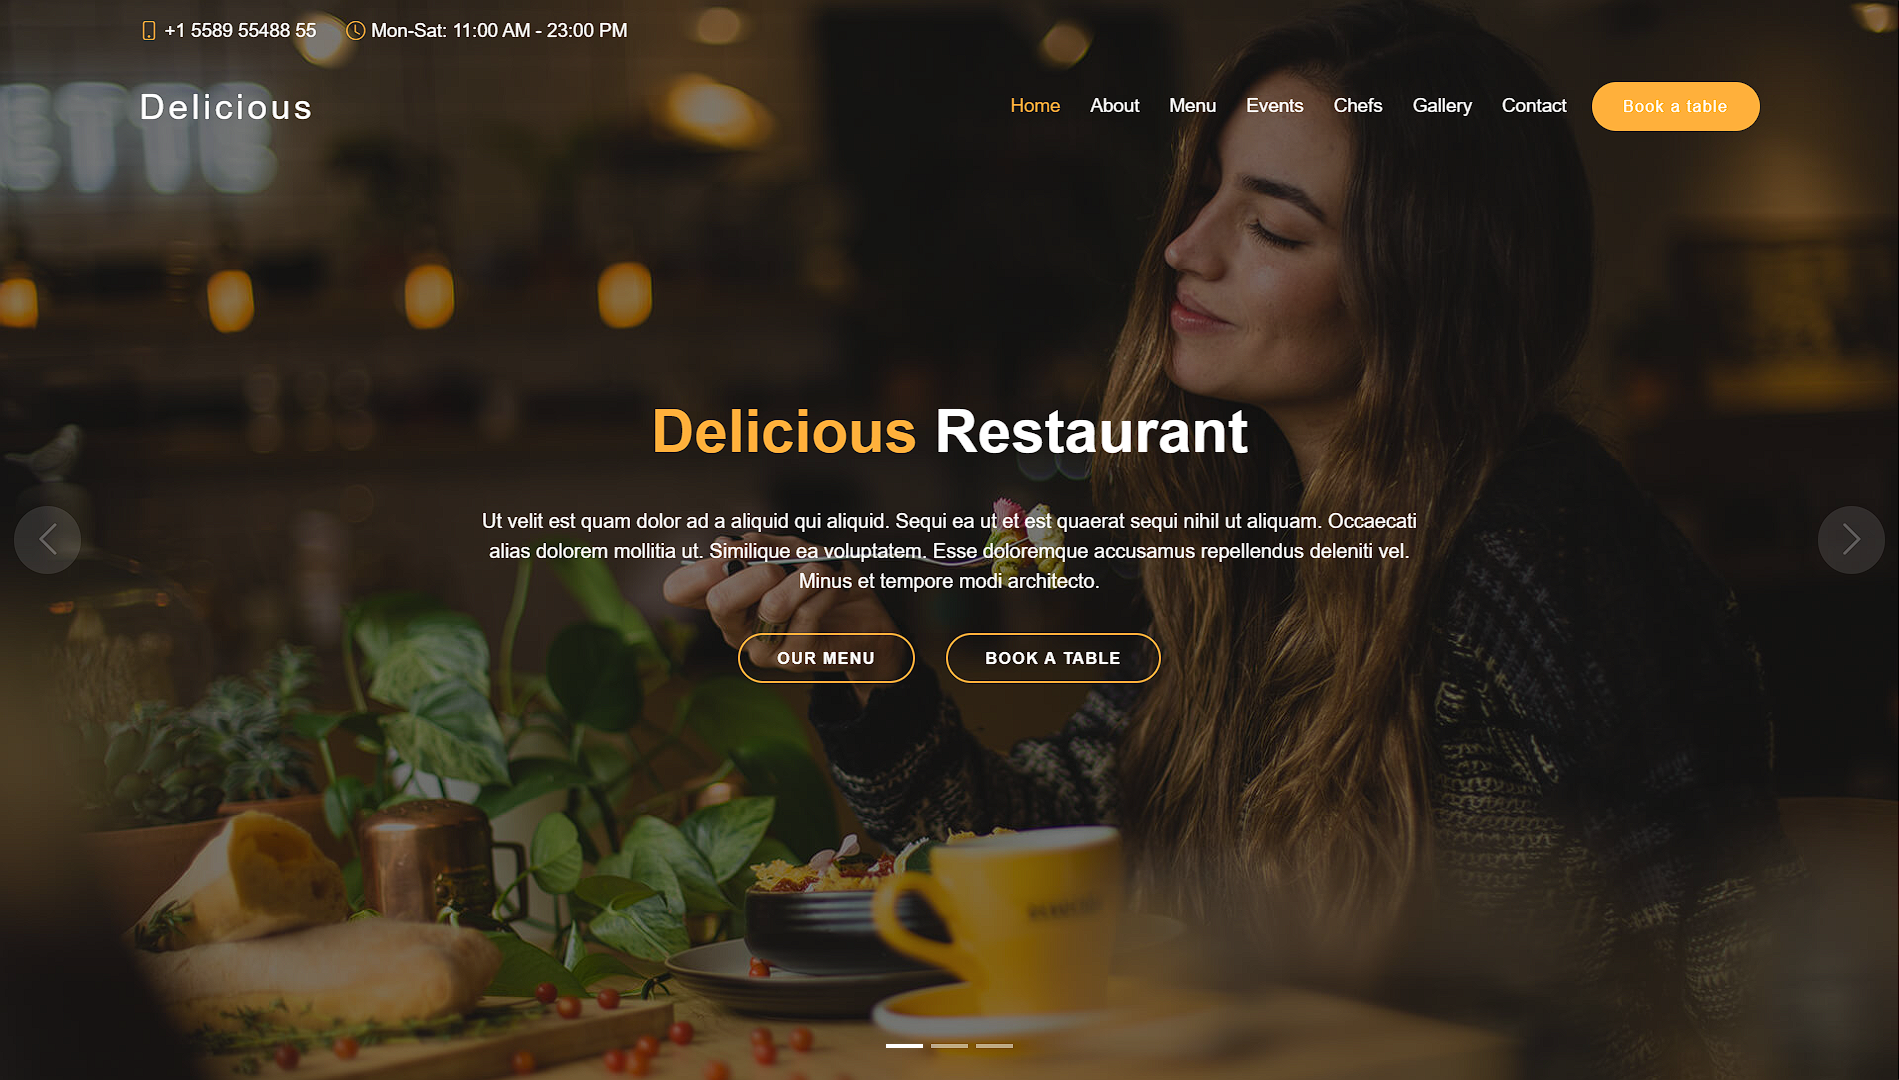 +1 5589 55488 55 Mon-Sat: 11:00 AM - 23:00 PM
Delicious
Home About Menu Events Chefs Gallery Contact Book a table
Delicious Restaurant
Ut velit est quam dolor ad a aliquid qui aliquid. Sequi ea ut et est quaerat sequi nihil ut aliquam. Occaecati
alias dolorem mollitia ut. Similique ea voluptatem. Esse doloremque accusamus repellendus deleniti vel.
Minus et tempore modi architecto.
OUR MENU BOOK A TABLE